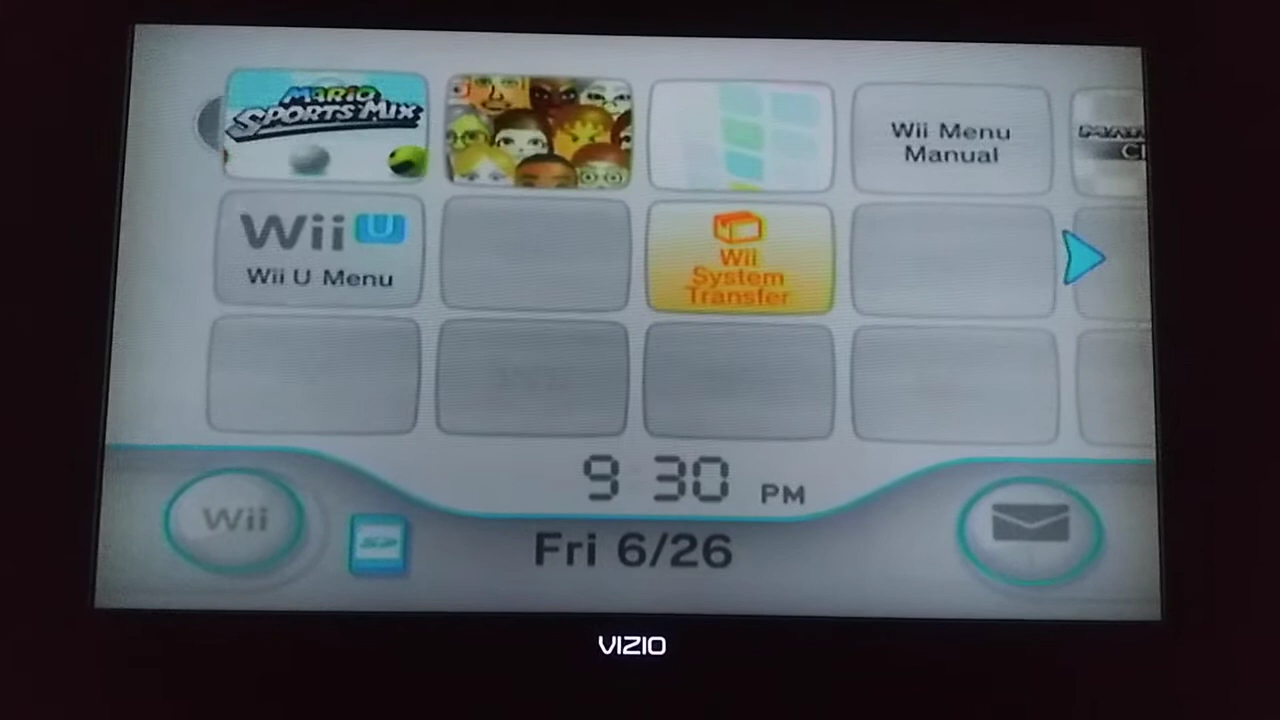 MARIO
SPORTS MIX
Wii Menu
Manual
Wii U
Wii U Menu
Wii
System
Transfer
9 30 PM
Wii
SD
Fri 6/26
VIZIO